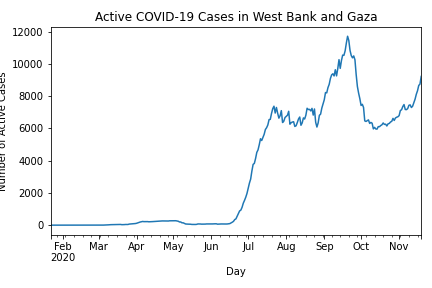 Active COVID-19 Cases in West Bank and Gaza
Number of Active Cases
12000
10000
8000
6000
4000
2000
0
Feb Mar Apr May Jun Jul Aug Sep Oct Nov
2020
Day